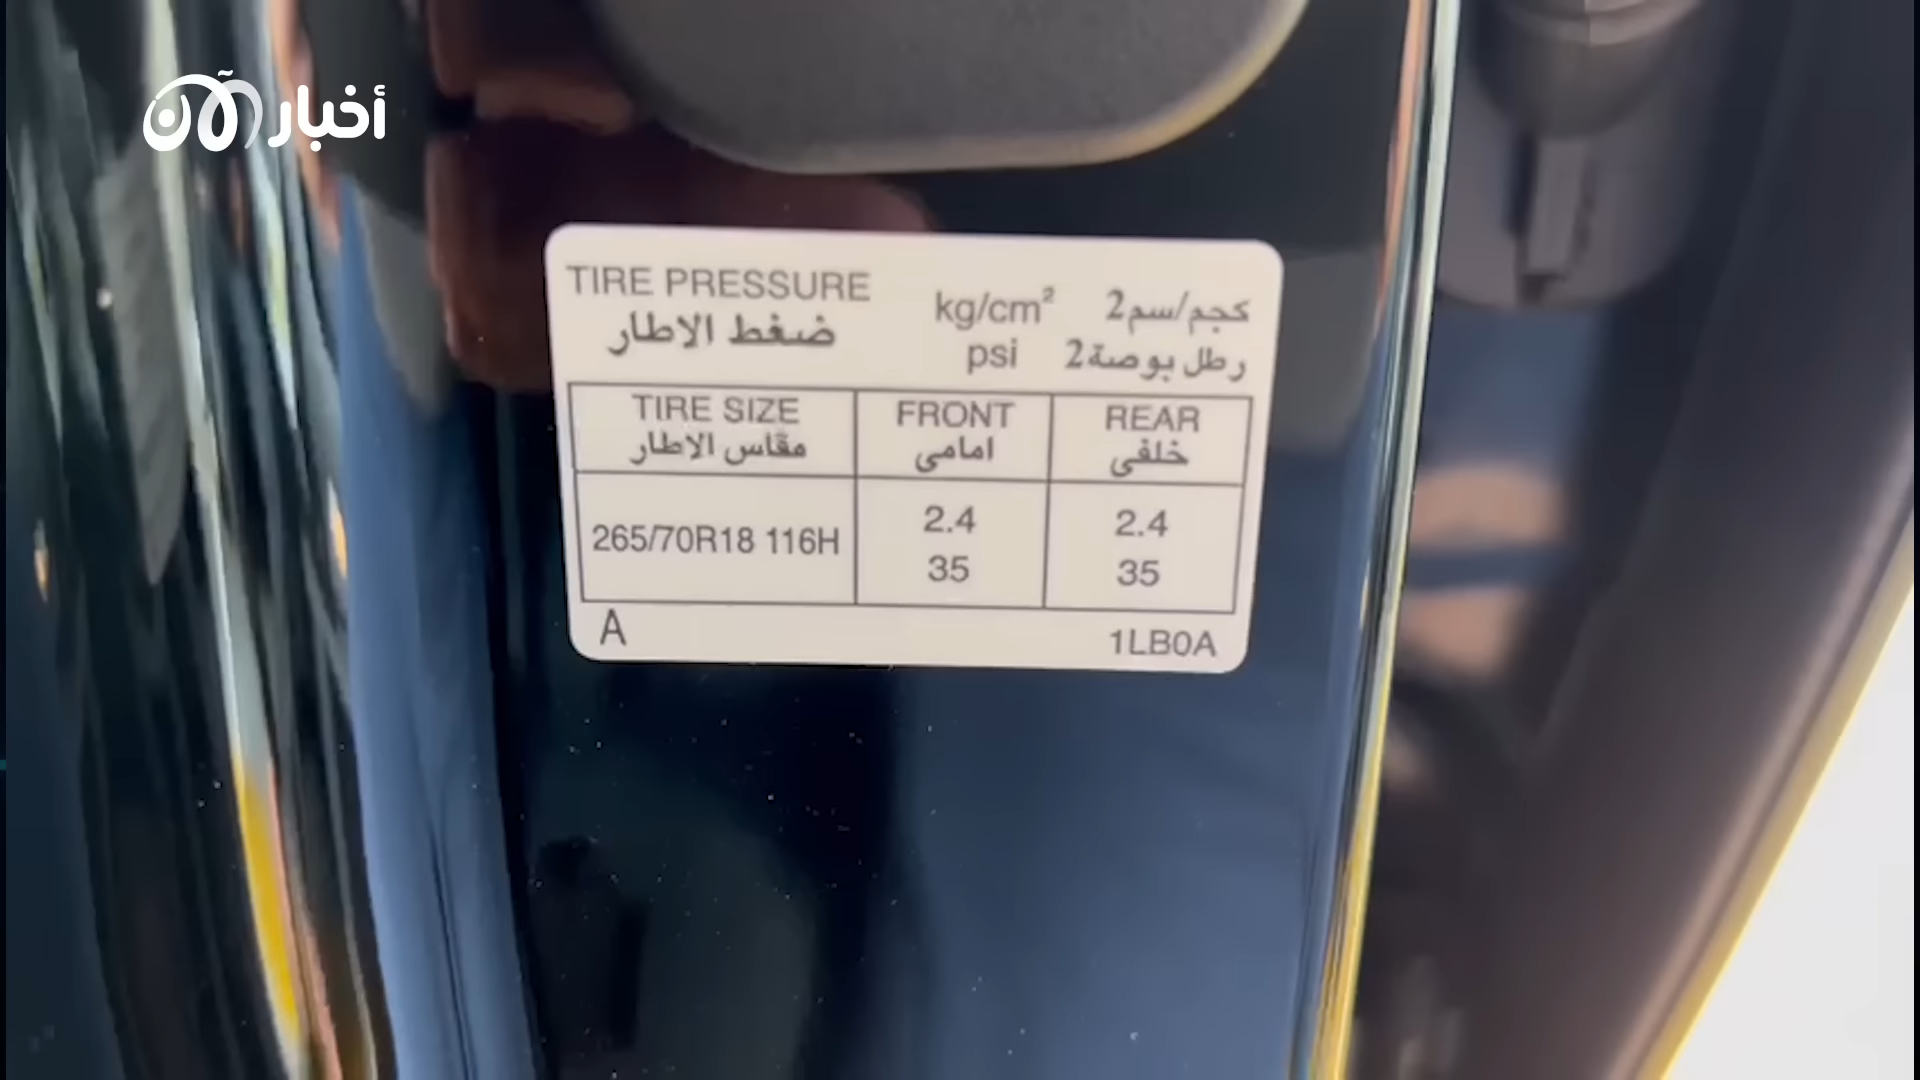 أخبار الآن
TIRE PRESSURE
ضغط الاطار
kg/cm² كجم/سم2
psi رطل بوصة2
TIRE SIZE FRONT REAR
مقاس الاطار امامى خلفى
265/70R18 116H
2.4 2.4
35 35
A 1LB0A